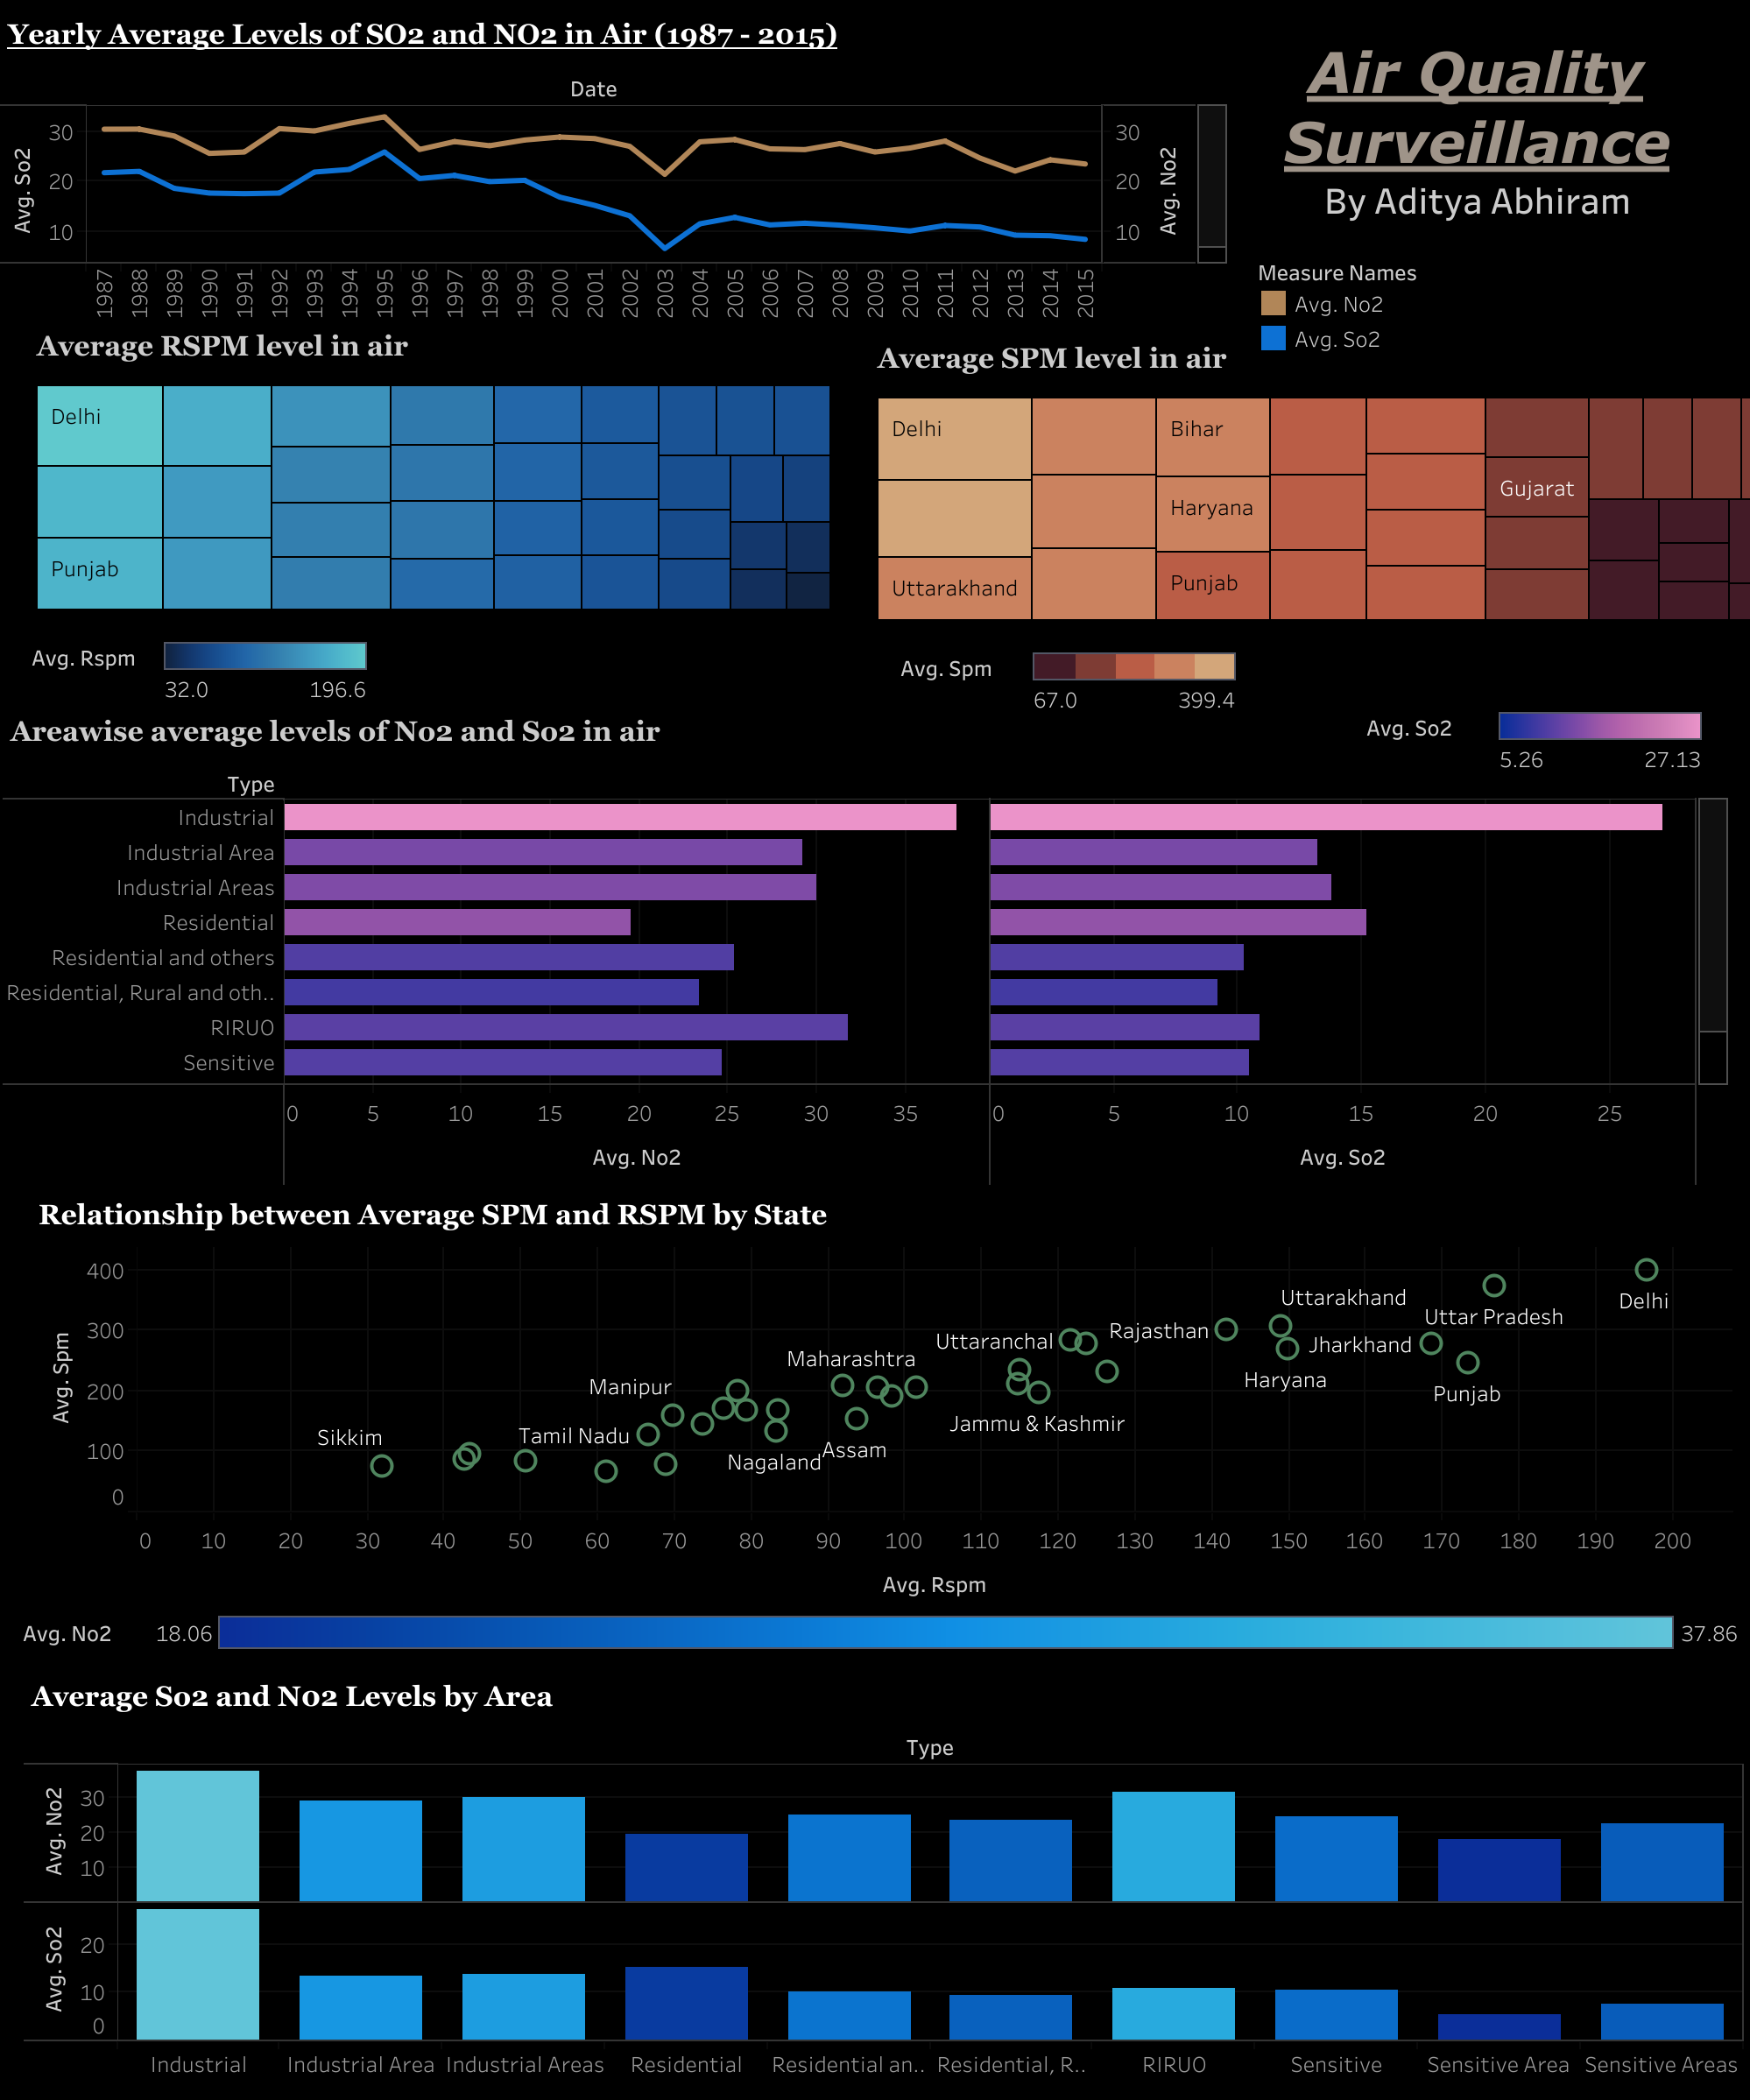 Yearly Average Levels of SO2 and NO2 in Air (1987 - 2015)
Air Quality
Surveillance
By Aditya Abhiram
Date
Avg. So2
30
20
10
30
20
10
Avg. No2
1987 1988 1989 1990 1991 1992 1993 1994 1995 1996 1997 1998 1999 2000 2001 2002 2003 2004 2005 2006 2007 2008 2009 2010 2011 2012 2013 2014 2015
Measure Names
Avg. No2
Avg. So2
Average RSPM level in air
Delhi
Punjab
Avg. Rspm
32.0 196.6
Average SPM level in air
Delhi Bihar
Gujarat
Haryana
Uttarakhand Punjab
Avg. Spm
67.0 399.4
Areawise average levels of No2 and So2 in air
Avg. So2
5.26 27.13
Type
Industrial
Industrial Area
Industrial Areas
Residential
Residential and others
Residential, Rural and oth..
RIRUO
Sensitive
0 5 10 15 20 25 30 35 0 5 10 15 20 25
Avg. No2 Avg. So2
Relationship between Average SPM and RSPM by State
Avg. Spm
400
300
200
100
0
Uttarakhand
Delhi
Uttar Pradesh
Rajasthan
Uttaranchal
Jharkhand
Maharashtra
Haryana
Manipur
Punjab
Jammu & Kashmir
Tamil Nadu
Sikkim
Assam
Nagaland
0 10 20 30 40 50 60 70 80 90 100 110 120 130 140 150 160 170 180 190 200
Avg. Rspm
Avg. No2 18.06 37.86
Average So2 and No2 Levels by Area
Type
Avg. No2
30
20
10
Avg. So2
20
10
0
Industrial Industrial Area Industrial Areas Residential Residential an.. Residential, R.. RIRUO Sensitive Sensitive Area Sensitive Areas